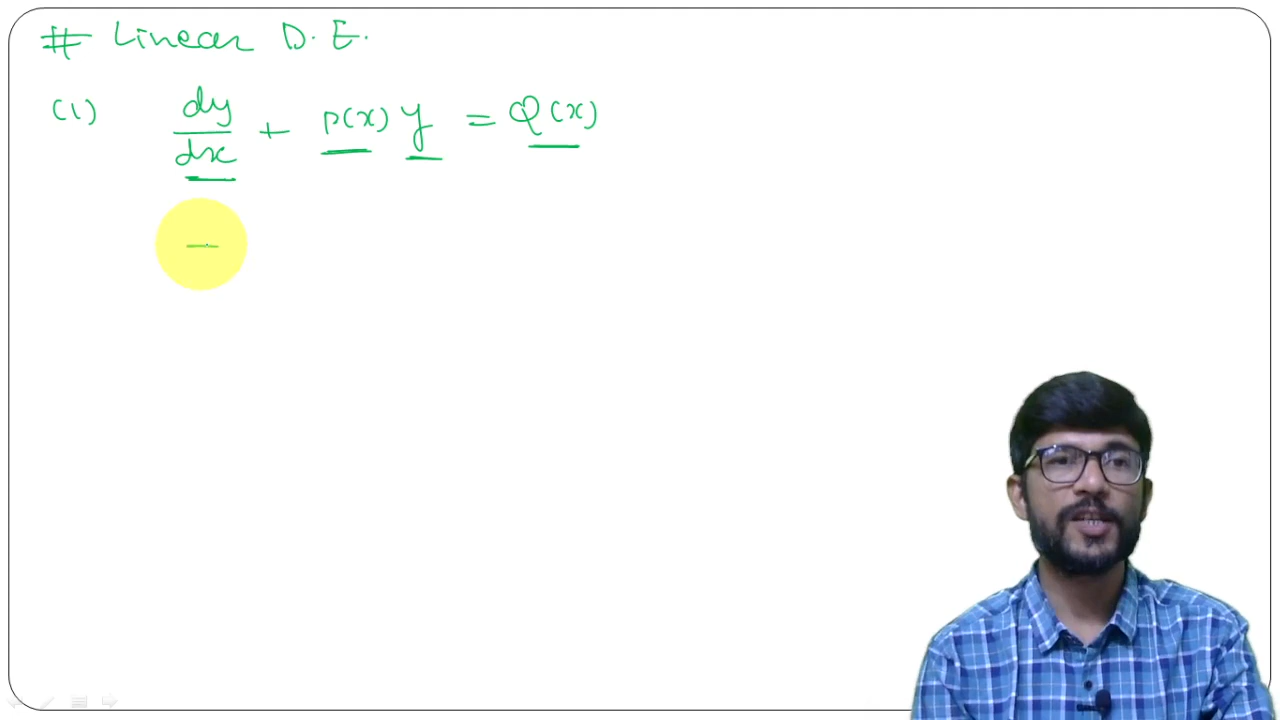 # Linear D.E.
(1) dy/dx + P(x) y = Q(x)